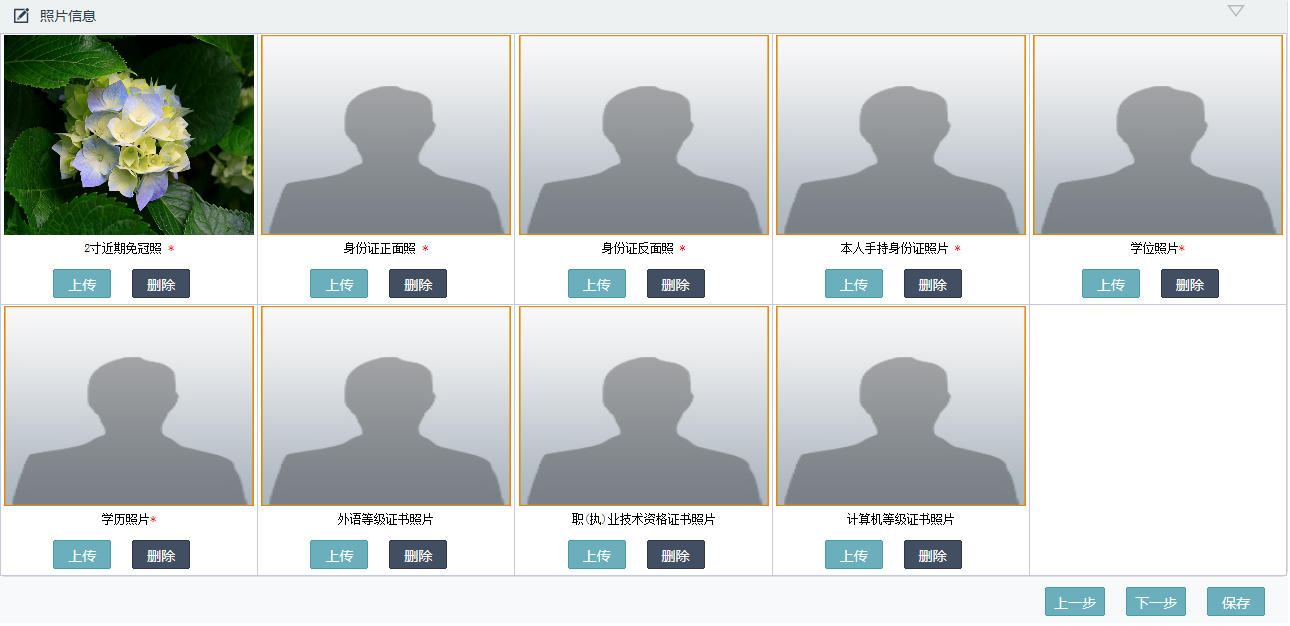 照片信息
2寸近期免冠照 *
身份证正面照 *
身份证反面照 *
本人手持身份证照片 *
学位照片*
上传 删除
上传 删除
上传 删除
上传 删除
上传 删除
学历照片*
外语等级证书照片
职(执)业技术资格证书照片
计算机等级证书照片
上传 删除
上传 删除
上传 删除
上传 删除
上一步 下一步 保存